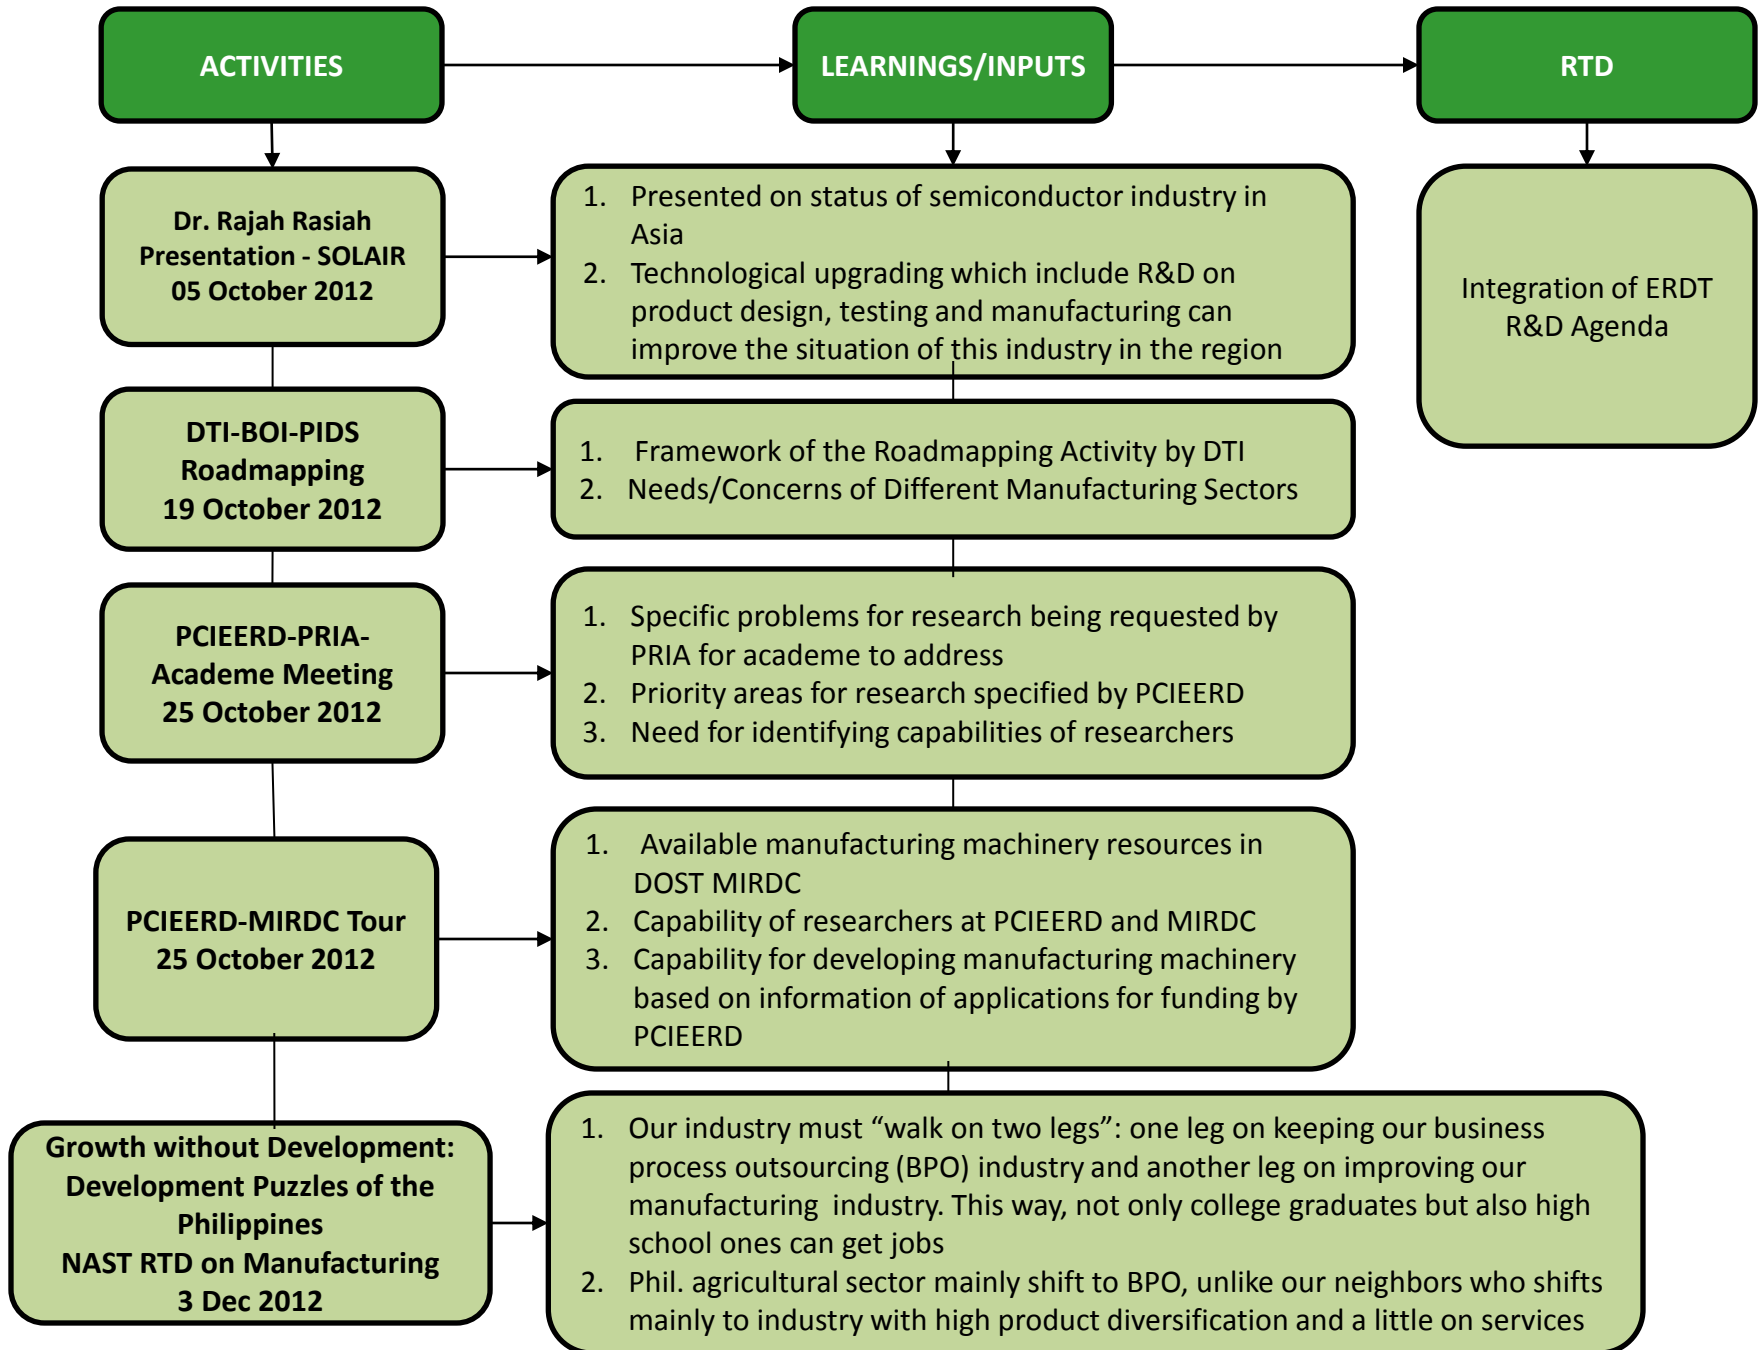 ACTIVITIES
LEARNINGS/INPUTS
RTD
Dr. Rajah Rasiah
Presentation - SOLAIR
05 October 2012
1. Presented on status of semiconductor industry in
Asia
2. Technological upgrading which include R&D on
product design, testing and manufacturing can
improve the situation of this industry in the region
Integration of ERDT
R&D Agenda
DTI-BOI-PIDS
Roadmapping
19 October 2012
1. Framework of the Roadmapping Activity by DTI
2. Needs/Concerns of Different Manufacturing Sectors
PCIEERD-PRIA-
Academe Meeting
25 October 2012
1. Specific problems for research being requested by
PRIA for academe to address
2. Priority areas for research specified by PCIEERD
3. Need for identifying capabilities of researchers
PCIEERD-MIRDC Tour
25 October 2012
1. Available manufacturing machinery resources in
DOST MIRDC
2. Capability of researchers at PCIEERD and MIRDC
3. Capability for developing manufacturing machinery
based on information of applications for funding by
PCIEERD
Growth without Development:
Development Puzzles of the
Philippines
NAST RTD on Manufacturing
3 Dec 2012
1. Our industry must “walk on two legs”: one leg on keeping our business
process outsourcing (BPO) industry and another leg on improving our
manufacturing industry. This way, not only college graduates but also high
school ones can get jobs
2. Phil. agricultural sector mainly shift to BPO, unlike our neighbors who shifts
mainly to industry with high product diversification and a little on services